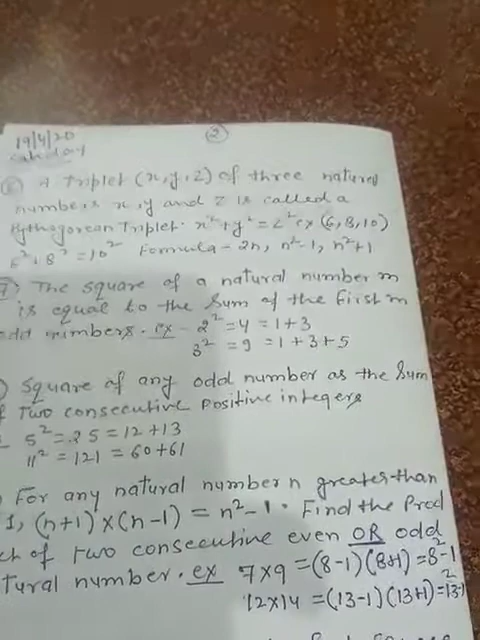 ②
19/4/20
A Triplet (x, y, z) of three natural
numbers x, y and z is called a
Pythogorean Triplet. x²+y²=z² ex (6, 8, 10)
6²+8²=10² Formula - 2n, n²-1, n²+1
7) The square of a natural number m
is equal to the sum of the first m
odd numbers. ex - 2² = 4 = 1+3
3² = 9 = 1+3+5
) Square of any odd number as the Sum
f Two consecutive Positive integers
5² = 25 = 12 + 13
11² = 121 = 60+61
For any natural number n greater than
1, (n+1) × (n-1) = n²-1. Find the Prod
ct of two consecutive even OR odd
tural number. ex 7×9 = (8-1)(8+1) = 8²-1
12×14 = (13-1)(13+1) = 13²-1